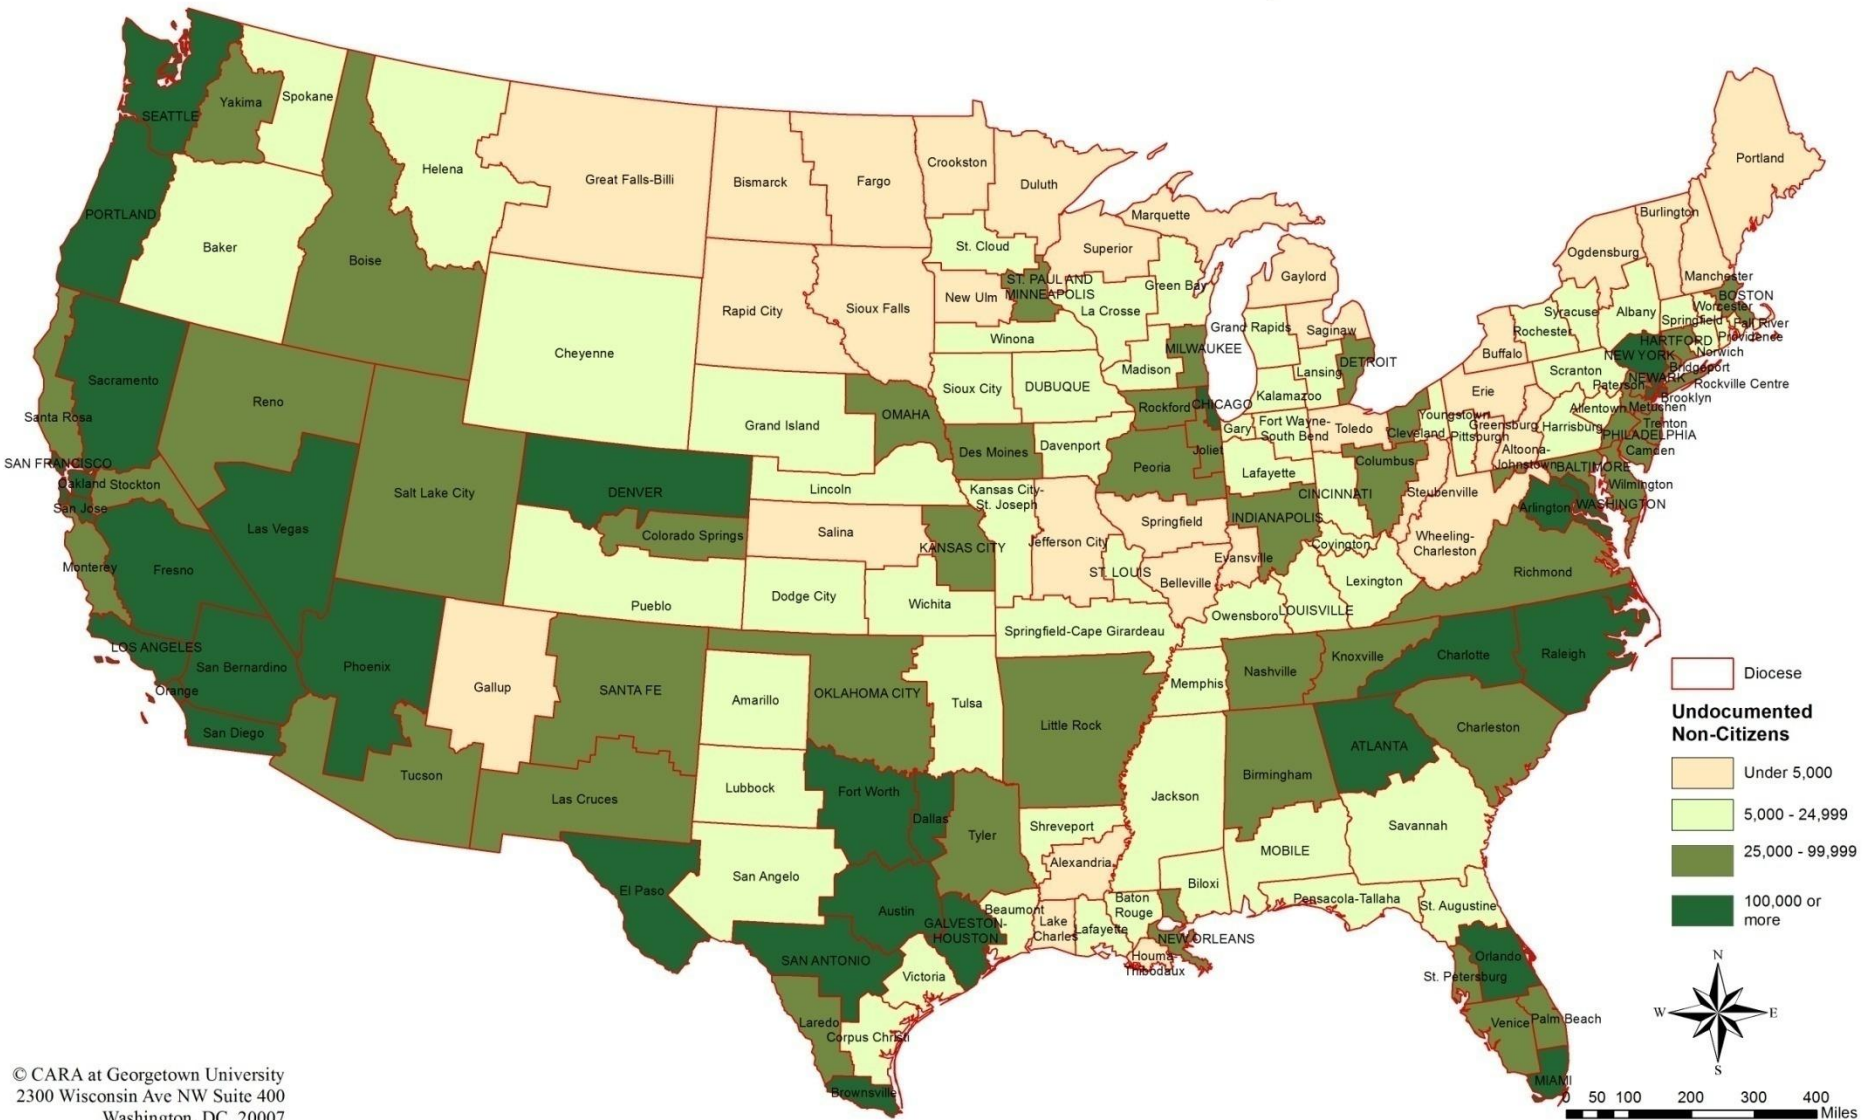 SEATTLE
Yakima
Spokane
Helena
Great Falls-Billi
Bismarck
Fargo
Crookston
Duluth
Marquette
Portland
Burlington
Ogdensburg
Manchester
PORTLAND
Baker
Boise
St. Cloud
Superior
Green Bay
Gaylord
ST. PAUL AND
MINNEAPOLIS
New Ulm
La Crosse
Rapid City
Sioux Falls
Winona
Cheyenne
Grand Rapids
Saginaw
Syracuse
Albany
BOSTON
Worcester
Springfield
Fall River
Rochester
Providence
HARTFORD
Norwich
Buffalo
NEW YORK
Bridgeport
MILWAUKEE
Madison
Lansing
DETROIT
Kalamazoo
Scranton
NEWARK
Rockville Centre
Paterson
Brooklyn
Sacramento
Reno
Santa Rosa
Sioux City
DUBUQUE
Erie
Allentown
Metuchen
Trenton
OMAHA
Rockford
CHICAGO
Grand Island
Gary
Fort Wayne-
South Bend
Toledo
Cleveland
Youngstown
Pittsburgh
Greensburg
Harrisburg
PHILADELPHIA
Camden
Davenport
Des Moines
Joliet
Peoria
Lafayette
Columbus
Altoona-
Johnstown
BALTIMORE
Wilmington
SAN FRANCISCO
Oakland
Stockton
San Jose
Salt Lake City
DENVER
Lincoln
Kansas City-
St. Joseph
CINCINNATI
Steubenville
Arlington
WASHINGTON
Las Vegas
Colorado Springs
Salina
KANSAS CITY
Jefferson City
Springfield
INDIANAPOLIS
Wheeling-
Charleston
Covington
Evansville
Monterey
Fresno
ST. LOUIS
Belleville
Lexington
Richmond
Pueblo
Dodge City
Wichita
Owensboro
LOUISVILLE
Springfield-Cape Girardeau
LOS ANGELES
San Bernardino
Phoenix
Orange
San Diego
Gallup
SANTA FE
Amarillo
OKLAHOMA CITY
Tulsa
Memphis
Nashville
Knoxville
Charlotte
Raleigh
Little Rock
Charleston
ATLANTA
Birmingham
Tucson
Las Cruces
Lubbock
Fort Worth
Dallas
Tyler
Jackson
Shreveport
Savannah
Alexandria
MOBILE
El Paso
San Angelo
Austin
Biloxi
Pensacola-Tallaha
St. Augustine
Baton
Rouge
Beaumont
Lake
Charles
Lafayette
GALVESTON-
HOUSTON
NEW ORLEANS
Houma-
Thibodaux
SAN ANTONIO
Victoria
Orlando
St. Petersburg
Laredo
Corpus Christi
Venice
Palm Beach
Brownsville
MIAMI
Diocese
Undocumented
Non-Citizens
Under 5,000
5,000 - 24,999
25,000 - 99,999
100,000 or
more
N
W
E
S
0 50 100 200 300 400
Miles
© CARA at Georgetown University
2300 Wisconsin Ave NW Suite 400
Washington, DC 20007